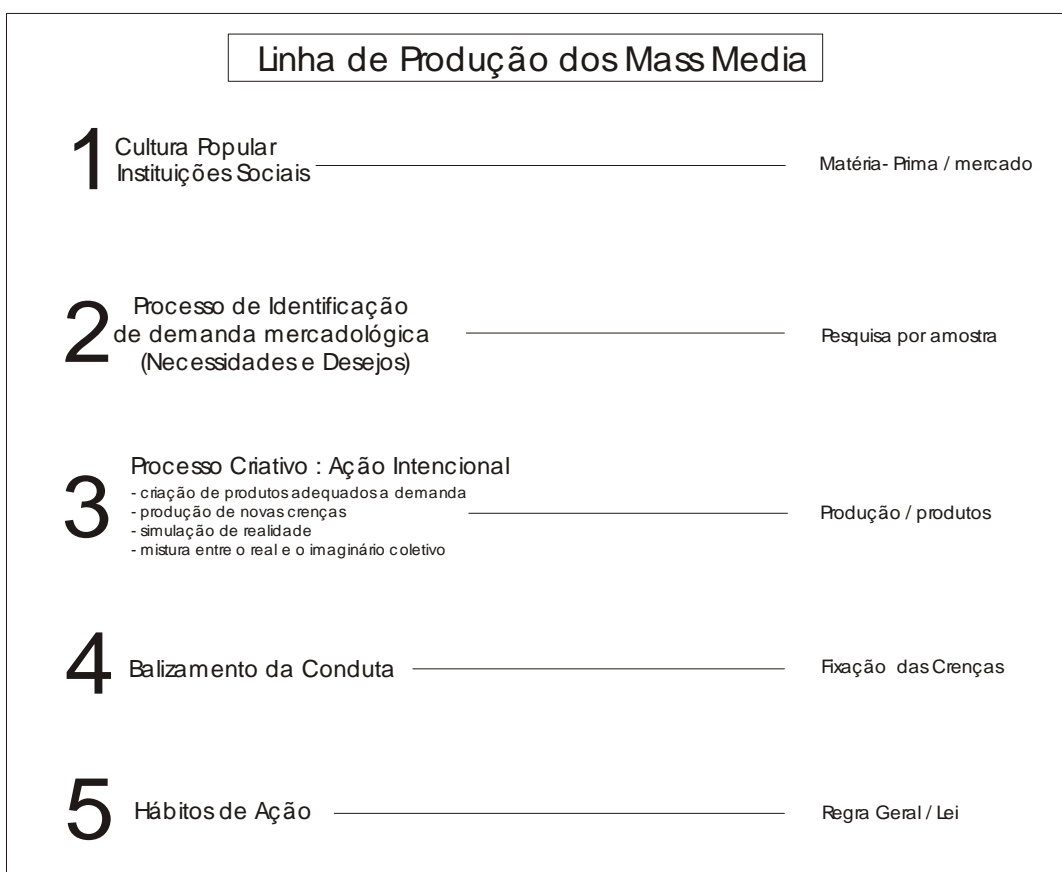 Linha de Produção dos Mass Media
1 Cultura Popular
Instituições Sociais
Matéria- Prima / mercado
2 Processo de Identificação
de demanda mercadológica
(Necessidades e Desejos)
Pesquisa por amostra
3 Processo Criativo : Ação Intencional
- criação de produtos adequados a demanda
- produção de novas crenças
- simulação de realidade
- mistura entre o real e o imaginário coletivo
Produção / produtos
4 Balizamento da Conduta
Fixação das Crenças
5 Hábitos de Ação
Regra Geral / Lei